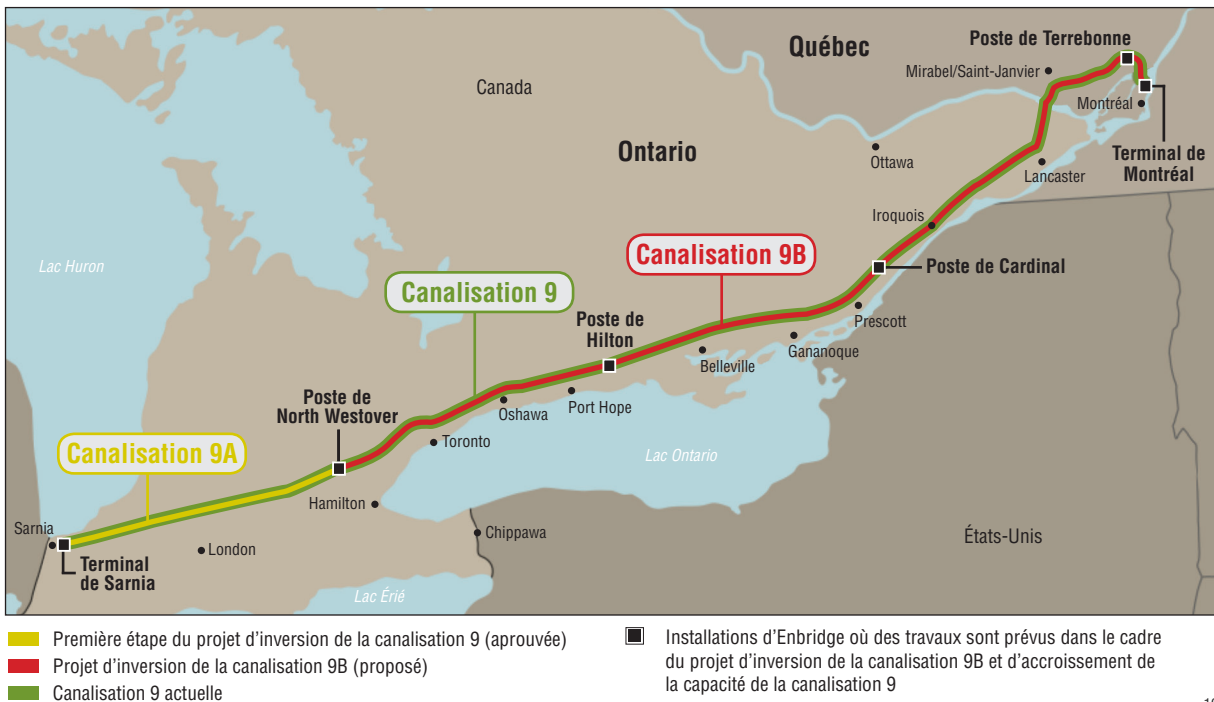 Québec
Poste de Terrebonne
Mirabel/Saint-Janvier
Canada
Montréal
Ontario
Ottawa
Terminal de
Montréal
Lancaster
Iroquois
Lac Huron
Canalisation 9B
Poste de Cardinal
Canalisation 9
Poste de
Hilton
Prescott
Gananoque
Belleville
Poste de
North Westover
Oshawa
Port Hope
Toronto
Lac Ontario
Canalisation 9A
Hamilton
Sarnia
Chippawa
États-Unis
London
Terminal
de Sarnia
Lac Érié
Première étape du projet d'inversion de la canalisation 9 (aprouvée)
Projet d'inversion de la canalisation 9B (proposé)
Canalisation 9 actuelle
Installations d'Enbridge où des travaux sont prévus dans le cadre
du projet d'inversion de la canalisation 9B et d'accroissement de
la capacité de la canalisation 9